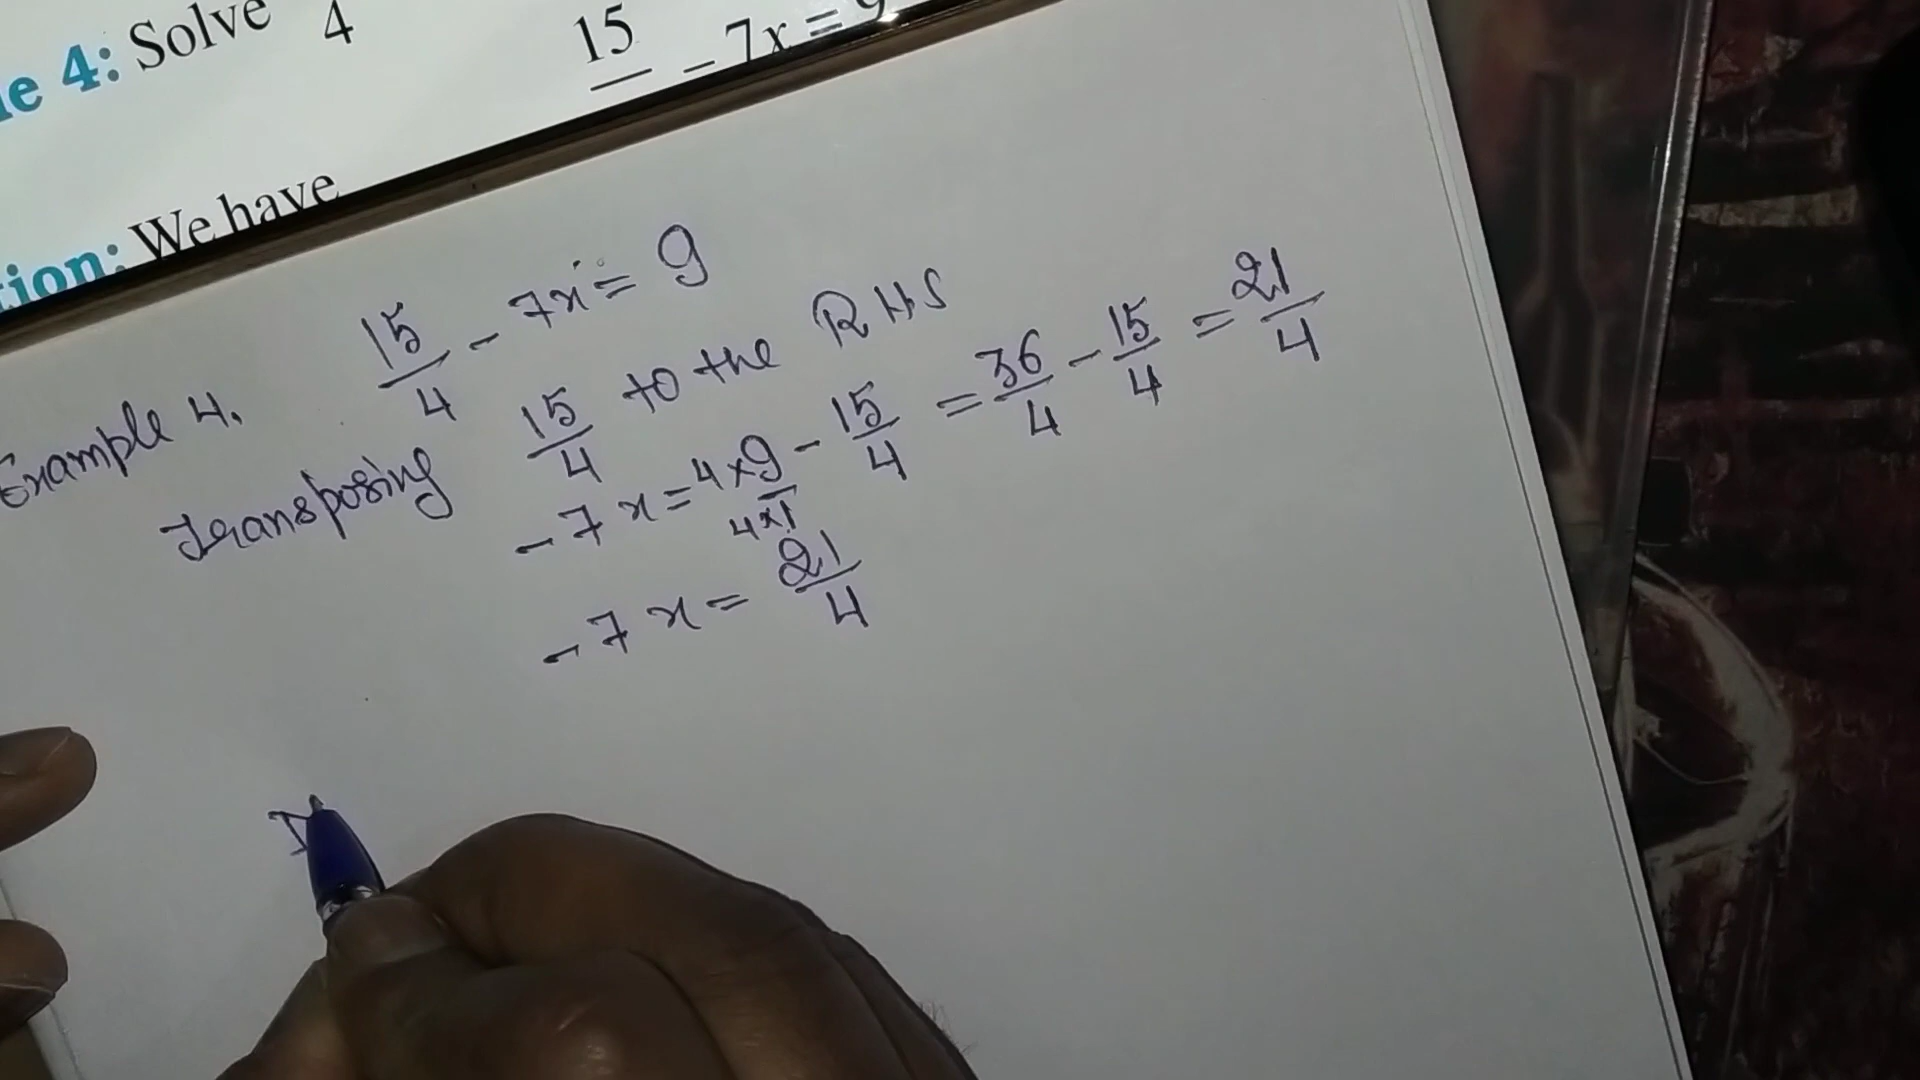 e 4: Solve 4
15 - 7x = 9
tion: We have
Example 4. 15/4 - 7x = 9
Transposing 15/4 to the RHS
- 7x = 4×9/4×1 - 15/4 = 36/4 - 15/4 = 21/4
- 7x = 21/4